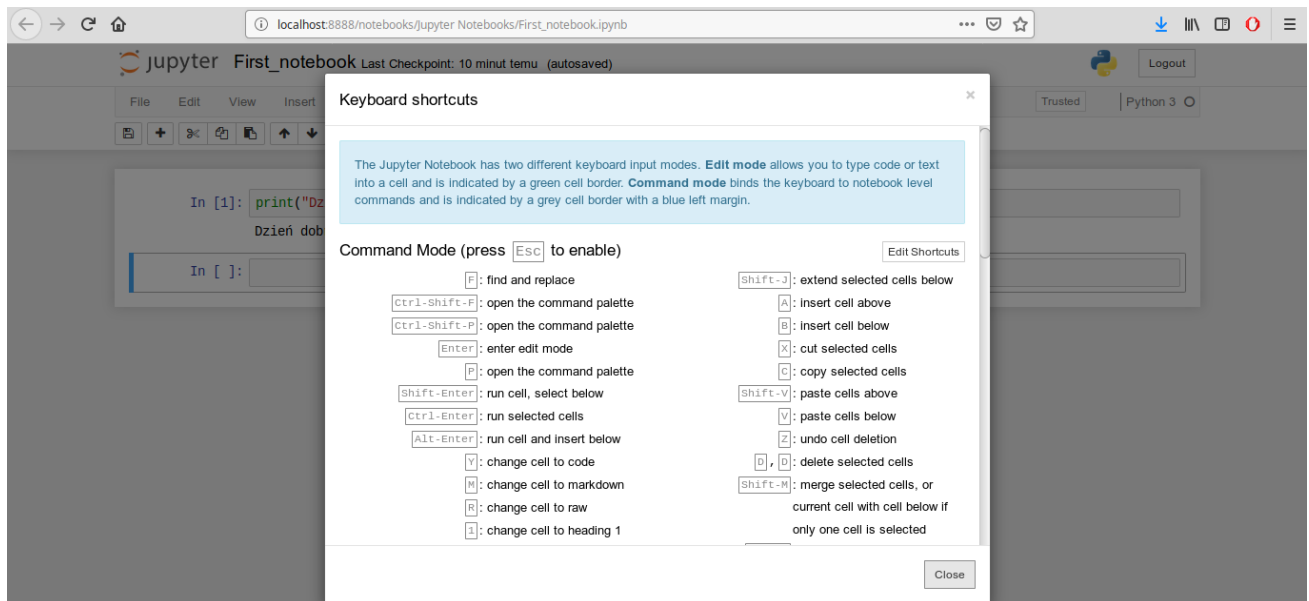 localhost:8888/notebooks/Jupyter Notebooks/First_notebook.ipynb
jupyter First_notebook Last Checkpoint: 10 minut temu (autosaved)
Logout
File Edit View Insert
Trusted
Python 3
Keyboard shortcuts
The Jupyter Notebook has two different keyboard input modes. Edit mode allows you to type code or text
into a cell and is indicated by a green cell border. Command mode binds the keyboard to notebook level
commands and is indicated by a grey cell border with a blue left margin.
In [1]: print("Dz
Dzień dob
In [ ]:
Command Mode (press Esc to enable)
Edit Shortcuts
F: find and replace
Ctrl-Shift-F: open the command palette
Ctrl-Shift-P: open the command palette
Enter: enter edit mode
P: open the command palette
Shift-Enter: run cell, select below
Ctrl-Enter: run selected cells
Alt-Enter: run cell and insert below
Y: change cell to code
M: change cell to markdown
R: change cell to raw
1: change cell to heading 1
Shift-J: extend selected cells below
A: insert cell above
B: insert cell below
X: cut selected cells
C: copy selected cells
Shift-V: paste cells above
V: paste cells below
Z: undo cell deletion
D, D: delete selected cells
Shift-M: merge selected cells, or
current cell with cell below if
only one cell is selected
Close